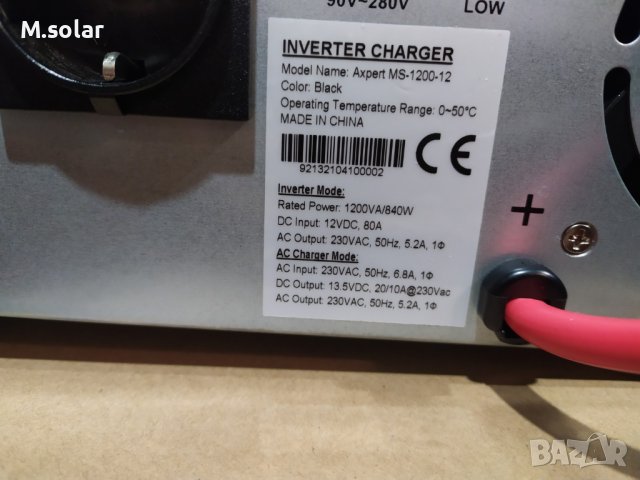 M.solar
90V~280V
LOW
INVERTER CHARGER
Model Name: Axpert MS-1200-12
Color: Black
Operating Temperature Range: 0~50°C
MADE IN CHINA
92132104100002
CE
Inverter Mode:
Rated Power: 1200VA/840W
DC Input: 12VDC, 80A
AC Output: 230VAC, 50Hz, 5.2A, 1Φ
AC Charger Mode:
AC Input: 230VAC, 50Hz, 6.8A, 1Φ
DC Output: 13.5VDC, 20/10A@230Vac
AC Output: 230VAC, 50Hz, 5.2A, 1Φ
+
BAZAR